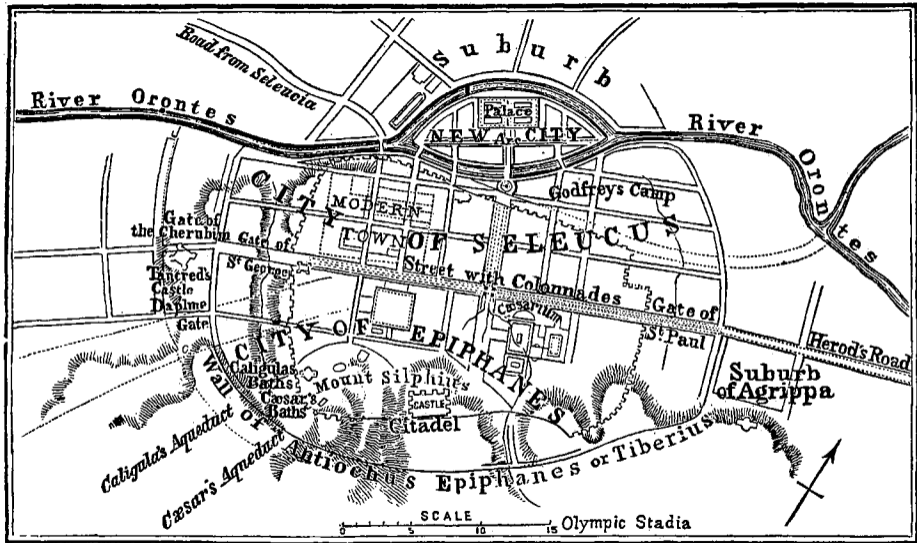 Suburb
Road from Seleucia
River Orontes
River Orontes
Palace
NEW CITY
Godfrey's Camp
CITY OF SELEUCUS
MODERN
TOWN
Gate of
the Cherubim
Gate of
St George
Street with Colonnades
Tancred's
Castle
Daphne
Gate
Cæsarium
Gate of
St Paul
Herod's Road
CITY OF EPIPHANES
Suburb
of Agrippa
Caligulas
Baths
Mount Silphius
Cæsar's
Baths
CASTLE
Citadel
Wall of Antiochus Epiphanes or Tiberius
Caligula's Aqueduct
Cæsar's Aqueduct
SCALE
0 5 10 15 Olympic Stadia